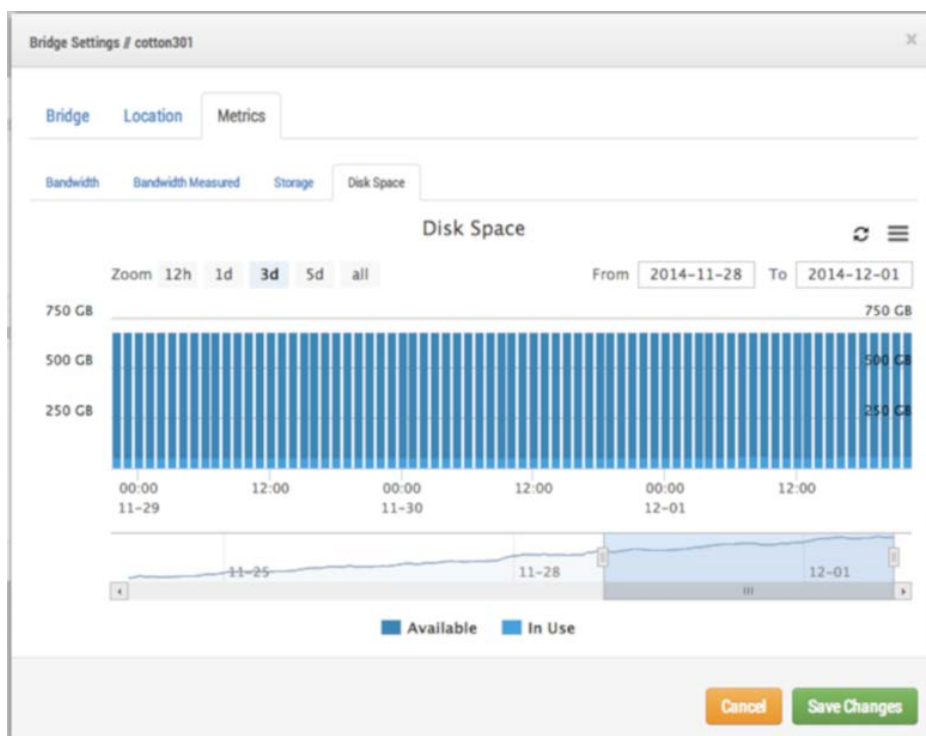 Bridge Settings // cotton301 ×
Bridge Location Metrics
Bandwidth Bandwidth Measured Storage Disk Space
Disk Space
Zoom 12h 1d 3d 5d all From 2014-11-28 To 2014-12-01
750 GB 750 GB
500 GB 500 GB
250 GB 250 GB
00:00 12:00 00:00 12:00 00:00 12:00
11-29 11-30 12-01
11-25 11-28 12-01
Available In Use
Cancel Save Changes